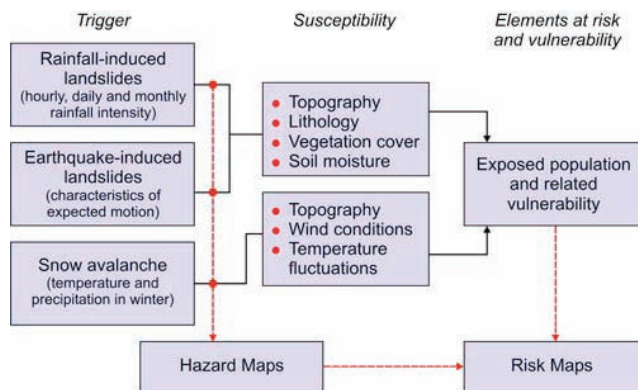 Trigger
Susceptibility
Elements at risk
and vulnerability
Rainfall-induced
landslides
(hourly, daily and monthly
rainfall intensity)
Earthquake-induced
landslides
(characteristics of
expected motion)
Snow avalanche
(temperature and
precipitation in winter)
Topography
Lithology
Vegetation cover
Soil moisture
Topography
Wind conditions
Temperature
fluctuations
Exposed population
and related
vulnerability
Hazard Maps
Risk Maps